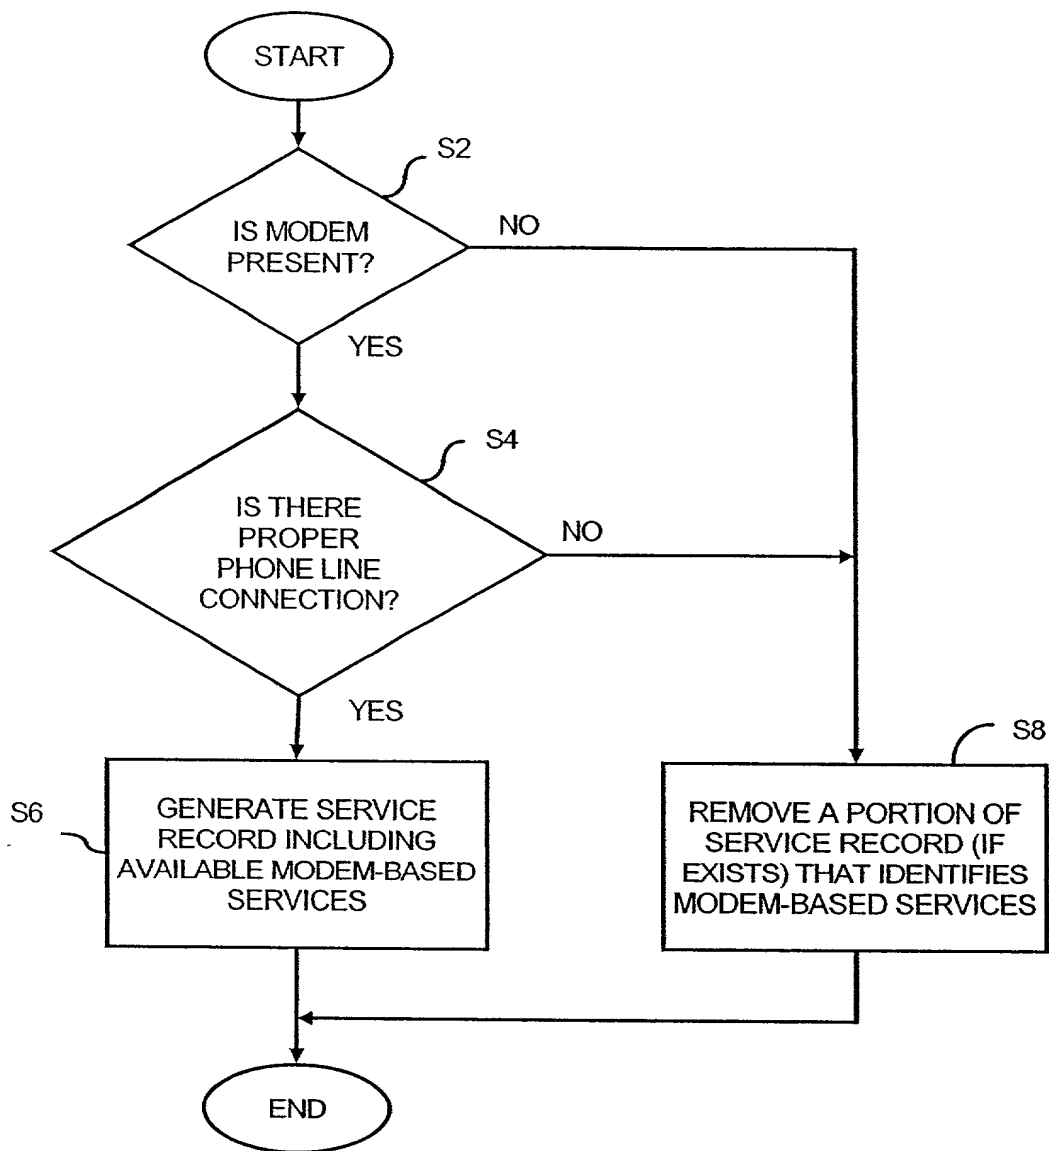 START
S2
IS MODEM
PRESENT?
NO
YES
S4
IS THERE
PROPER
PHONE LINE
CONNECTION?
NO
YES
S6
GENERATE SERVICE
RECORD INCLUDING
AVAILABLE MODEM-BASED
SERVICES
S8
REMOVE A PORTION OF
SERVICE RECORD (IF
EXISTS) THAT IDENTIFIES
MODEM-BASED SERVICES
END